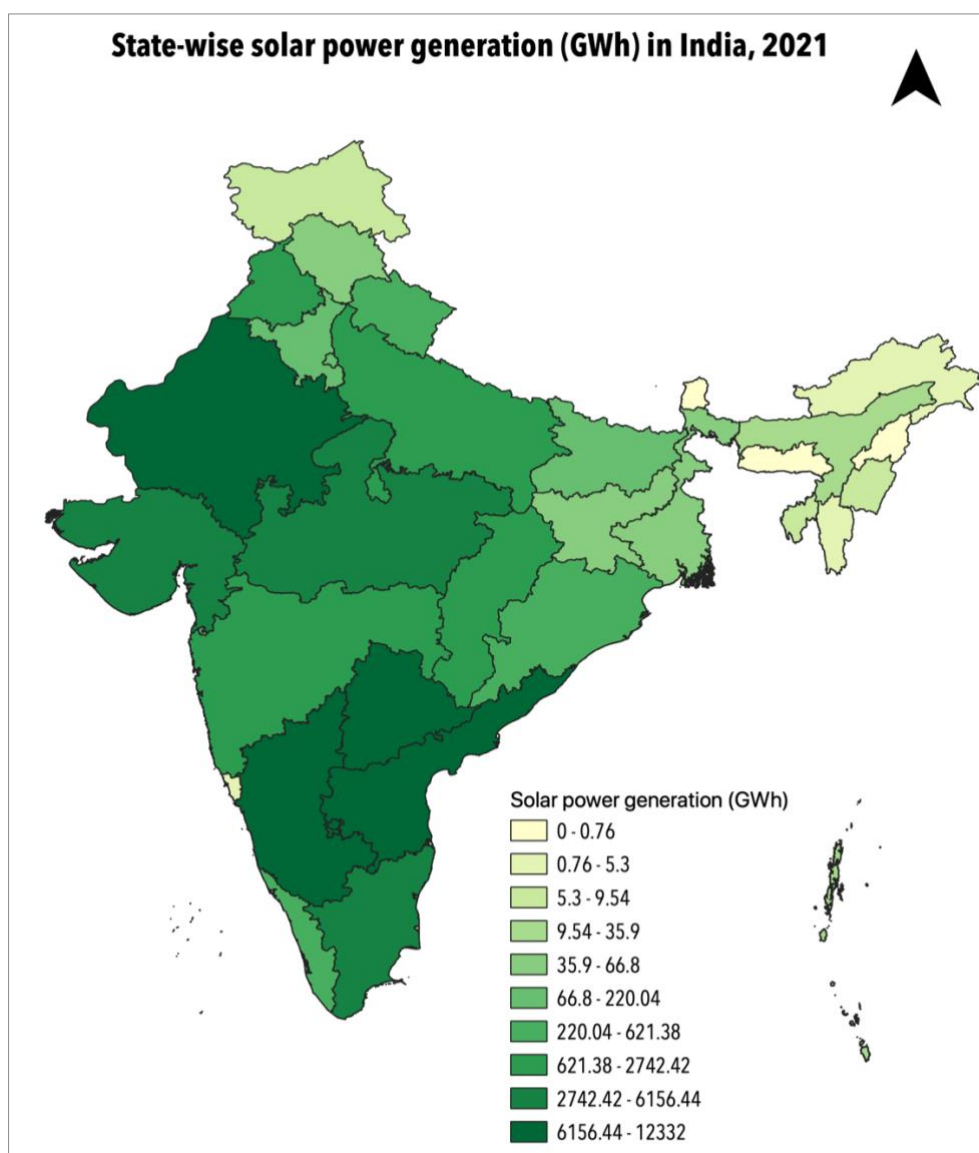 State-wise solar power generation (GWh) in India, 2021
Solar power generation (GWh)
0 - 0.76
0.76 - 5.3
5.3 - 9.54
9.54 - 35.9
35.9 - 66.8
66.8 - 220.04
220.04 - 621.38
621.38 - 2742.42
2742.42 - 6156.44
6156.44 - 12332